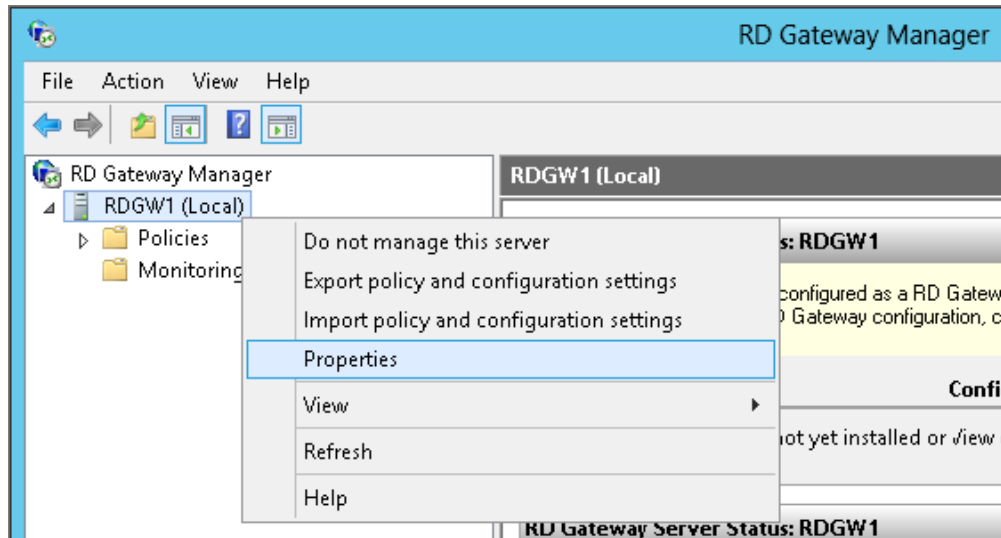 RD Gateway Manager
File Action View Help
RD Gateway Manager
RDGW1 (Local)
Policies
Monitoring
RDGW1 (Local)
Do not manage this server
Export policy and configuration settings
Import policy and configuration settings
Properties
View
Refresh
Help
s: RDGW1
configured as a RD Gatew
Gateway configuration, c
Confi
ot yet installed or view
RD Gateway Server Status: RDGW1